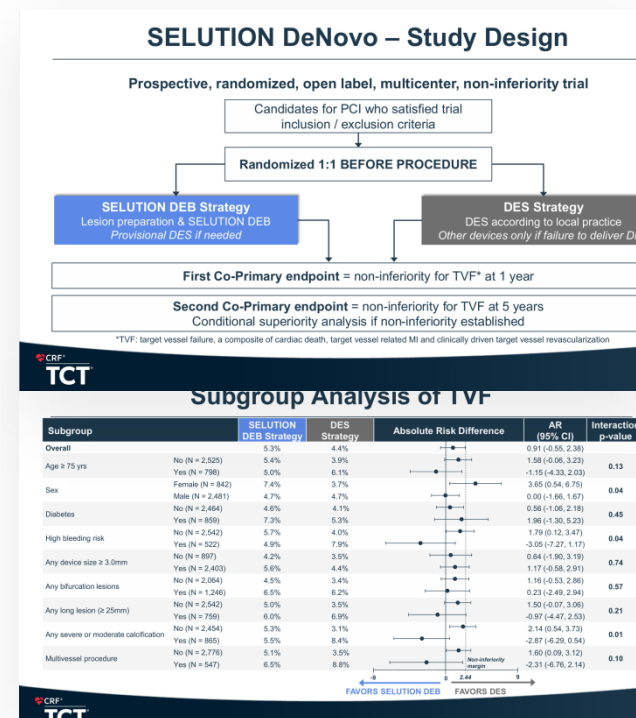 SELUTION DeNovo – Study Design
Prospective, randomized, open label, multicenter, non-inferiority trial
Candidates for PCI who satisfied trial
inclusion / exclusion criteria
Randomized 1:1 BEFORE PROCEDURE
SELUTION DEB Strategy
Lesion preparation & SELUTION DEB
Provisional DES if needed
DES Strategy
DES according to local practice
Other devices only if failure to deliver
First Co-Primary endpoint = non-inferiority for TVF* at 1 year
Second Co-Primary endpoint = non-inferiority for TVF at 5 years
Conditional superiority analysis if non-inferiority established
*TVF: target vessel failure, a composite of cardiac death, target vessel related MI and clinically driven target vessel revascularization
CRF
TCT
Subgroup Analysis of TVF
Subgroup SELUTION DEB Strategy DES Strategy Absolute Risk Difference AR (95% CI) Interaction p-value
Overall 5.3% 4.4% 0.91 (-0.55, 2.38)
Age ≥ 75 yrs No (N = 2,525) 5.4% 3.9% 1.58 (-0.06, 3.23) 0.13
Yes (N = 798) 5.0% 6.1% -1.15 (-4.33, 2.03)
Sex Female (N = 842) 7.4% 3.7% 3.65 (0.54, 6.75) 0.04
Male (N = 2,481) 4.7% 4.7% 0.00 (-1.66, 1.67)
Diabetes No (N = 2,464) 4.6% 4.1% 0.56 (-1.06, 2.18) 0.45
Yes (N = 859) 7.3% 5.3% 1.96 (-1.30, 5.23)
High bleeding risk No (N = 2,542) 5.7% 4.0% 1.79 (0.12, 3.47) 0.04
Yes (N = 522) 4.9% 7.9% -3.05 (-7.27, 1.17)
Any device size ≥ 3.0mm No (N = 897) 4.2% 3.5% 0.64 (-1.90, 3.19) 0.74
Yes (N = 2,403) 5.6% 4.4% 1.17 (-0.58, 2.91)
Any bifurcation lesions No (N = 2,064) 4.5% 3.4% 1.16 (-0.53, 2.86) 0.57
Yes (N = 1,246) 6.5% 6.2% 0.23 (-2.49, 2.94)
Any long lesion (≥ 25mm) No (N = 2,542) 5.0% 3.5% 1.50 (-0.07, 3.06) 0.21
Yes (N = 759) 6.0% 6.9% -0.97 (-4.47, 2.53)
Any severe or moderate calcification No (N = 2,454) 5.3% 3.1% 2.14 (0.54, 3.73) 0.01
Yes (N = 865) 5.5% 8.4% -2.87 (-6.29, 0.54)
Multivessel procedure No (N = 2,776) 5.1% 3.5% 1.60 (0.09, 3.12) 0.10
Yes (N = 547) 6.5% 8.8% -2.31 (-6.76, 2.14)
Non-inferiority
margin
-9 0 2.44 9
FAVORS SELUTION DEB FAVORS DES
CRF
TCT